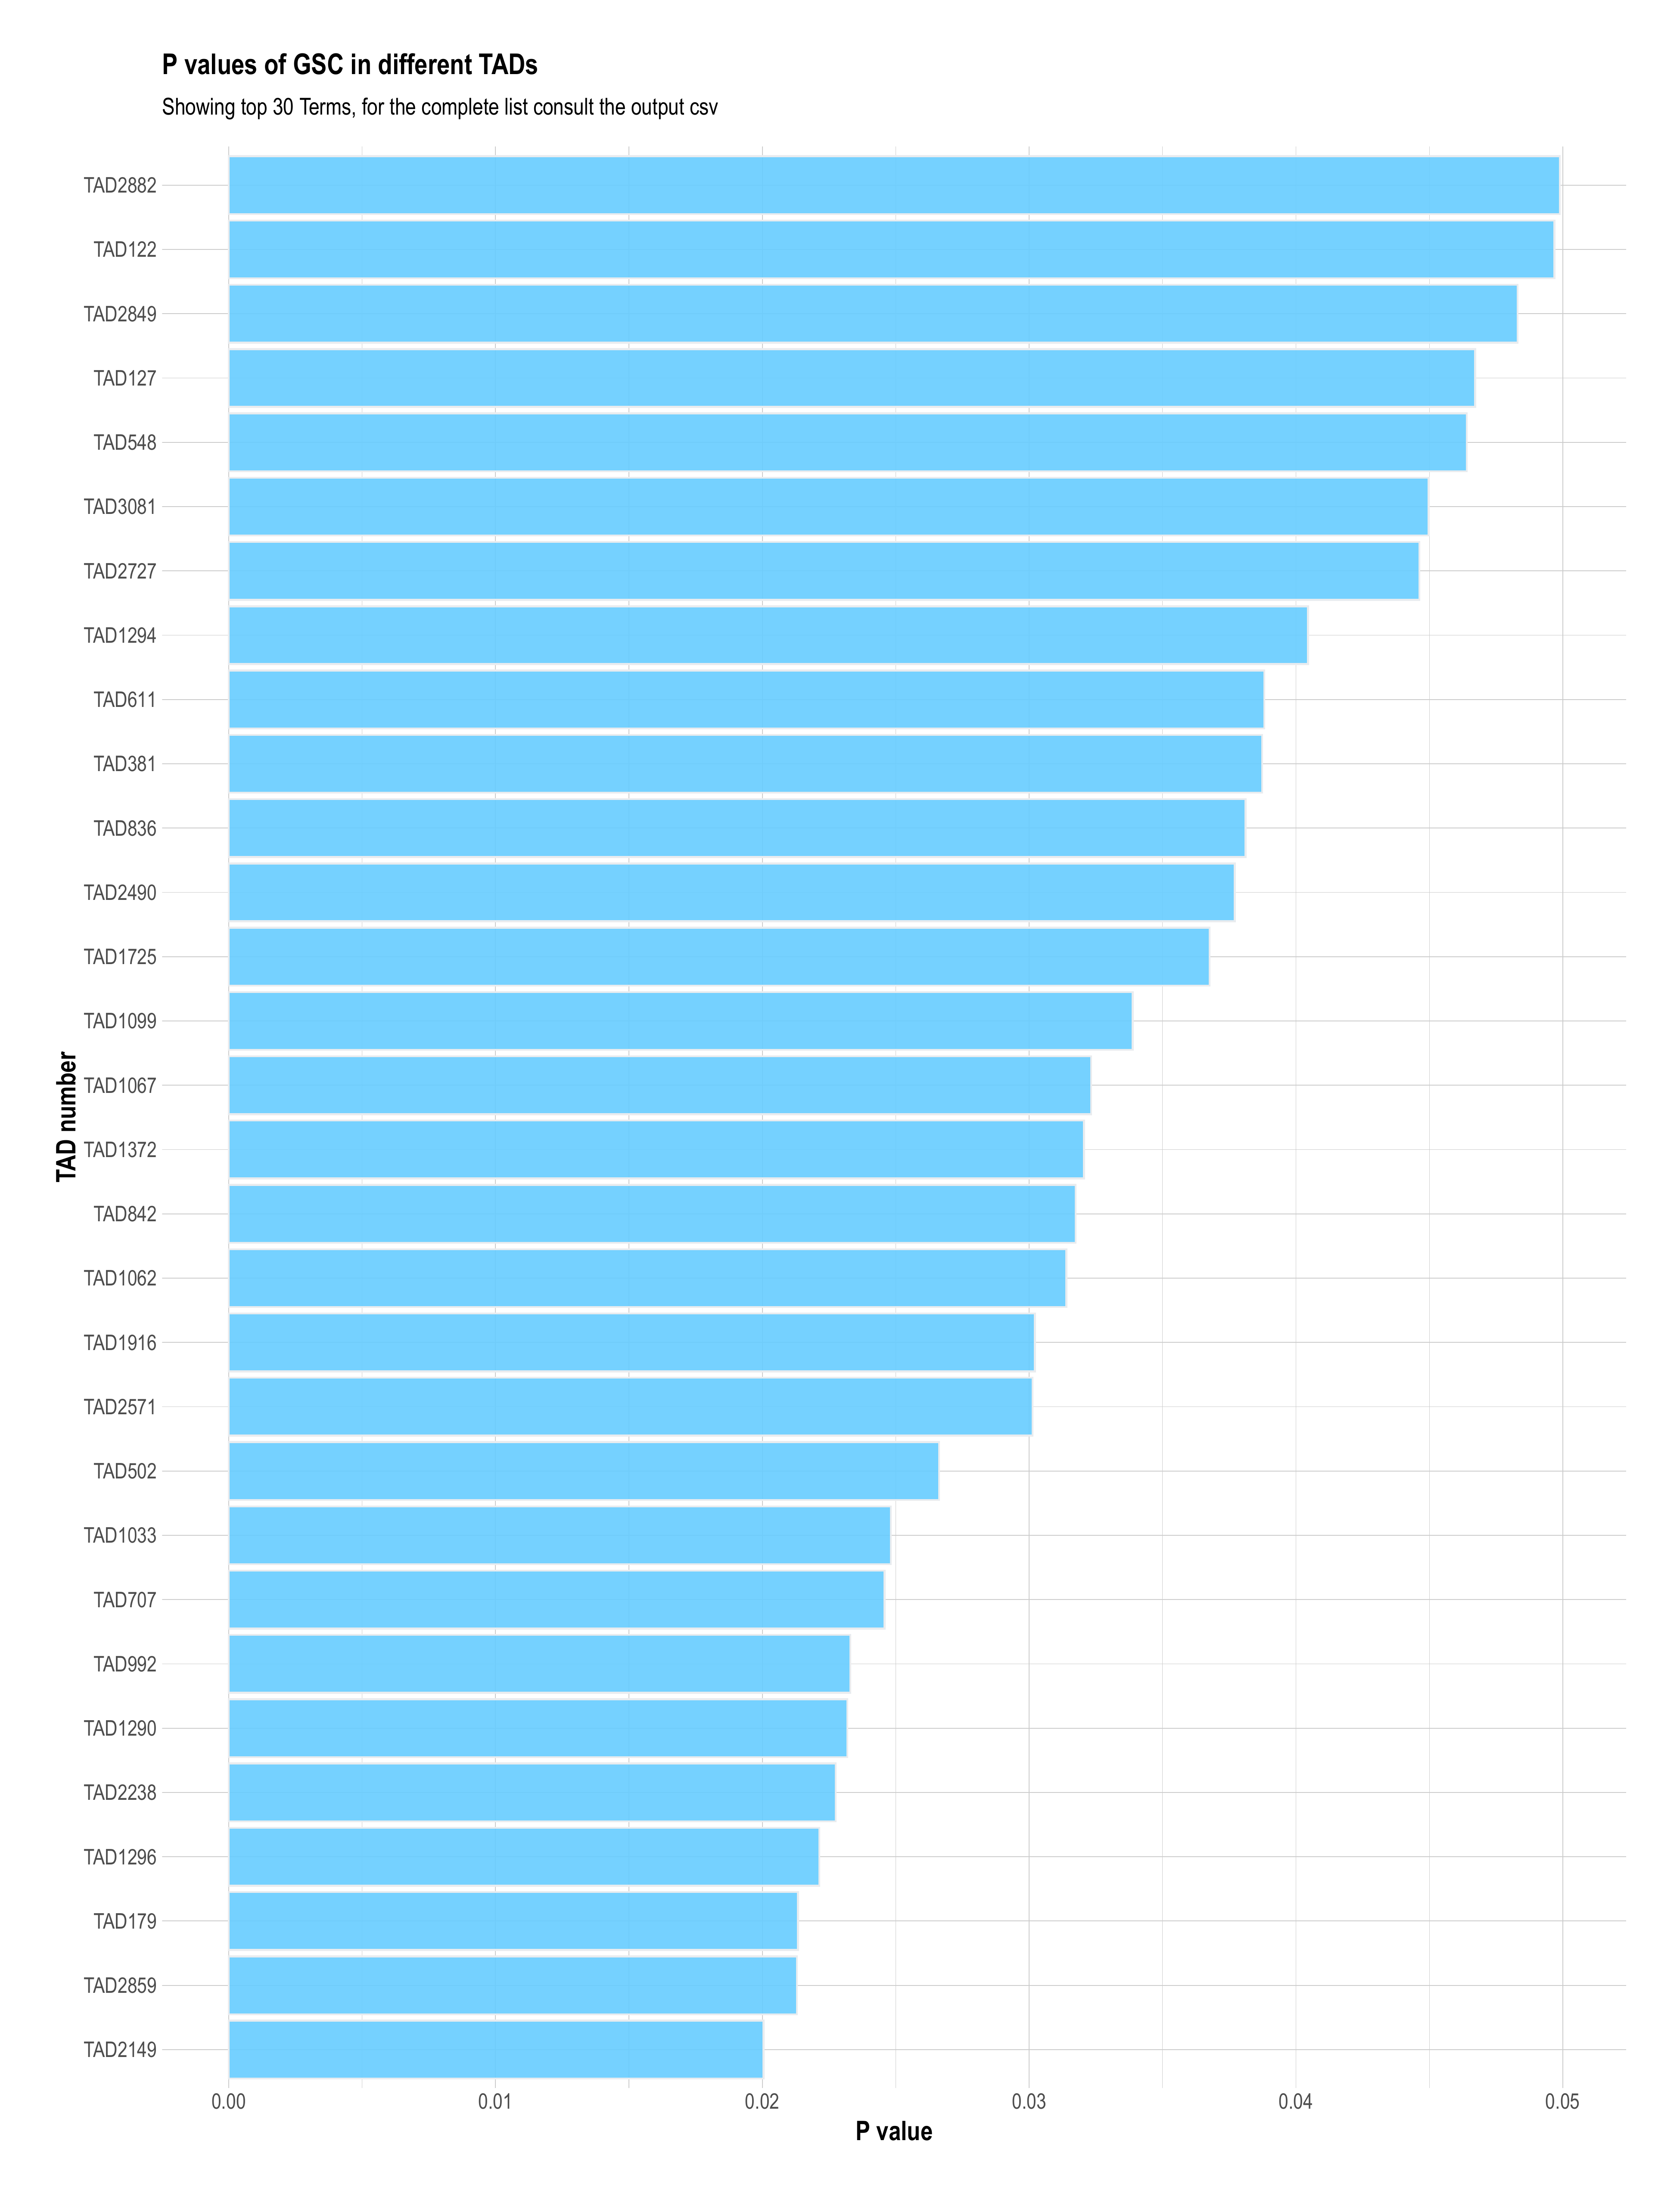 P values of GSC in different TADs
Showing top 30 Terms, for the complete list consult the output csv
TAD2882
TAD122
TAD2849
TAD127
TAD548
TAD3081
TAD2727
TAD1294
TAD611
TAD381
TAD836
TAD2490
TAD1725
TAD1099
TAD1067
TAD1372
TAD842
TAD1062
TAD1916
TAD2571
TAD502
TAD1033
TAD707
TAD992
TAD1290
TAD2238
TAD1296
TAD179
TAD2859
TAD2149
TAD number
0.00 0.01 0.02 0.03 0.04 0.05
P value